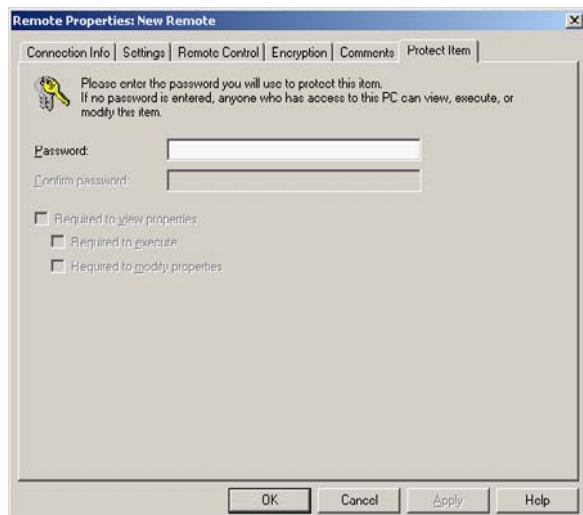 Remote Properties: New Remote
Connection Info Settings Remote Control Encryption Comments Protect Item
Please enter the password you will use to protect this item.
If no password is entered, anyone who has access to this PC can view, execute, or
modify this item.
Password:
Confirm password:
Required to view properties
Required to execute
Required to modify properties
OK Cancel Apply Help